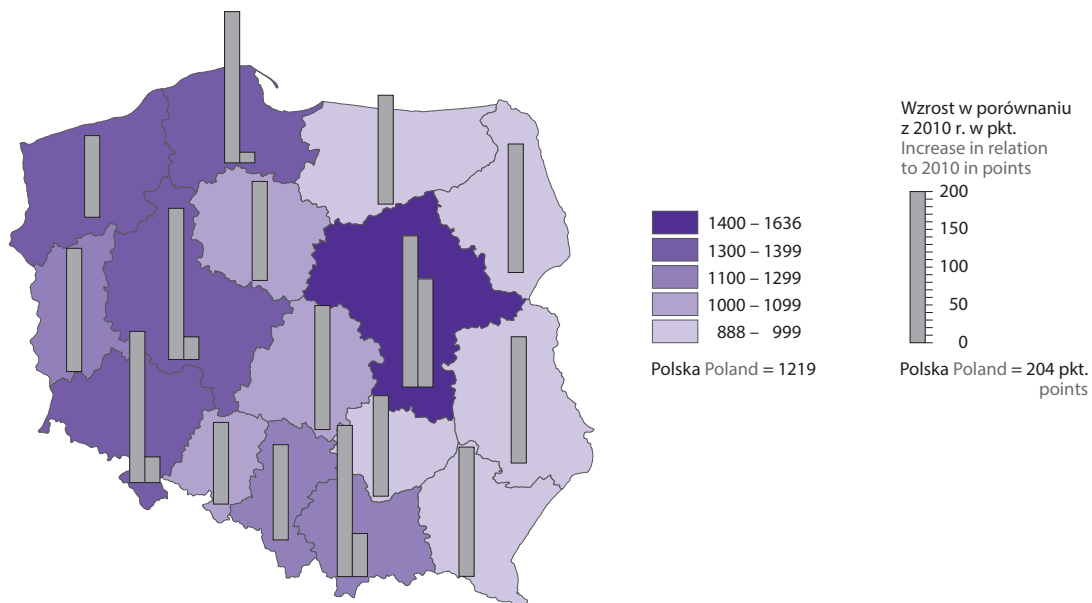 Wzrost w porównaniu
z 2010 r. w pkt.
Increase in relation
to 2010 in points
200
150
100
50
0
Polska Poland = 204 pkt.
points
1400 – 1636
1300 – 1399
1100 – 1299
1000 – 1099
888 – 999
Polska Poland = 1219